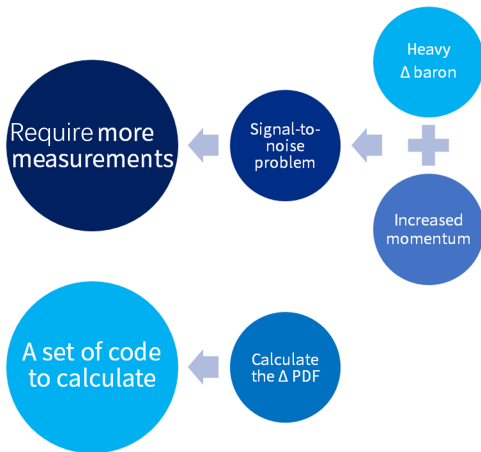 Heavy
Δ baron
Require more
measurements
Signal-to-
noise
problem
Increased
momentum
A set of code
to calculate
Calculate
the Δ PDF